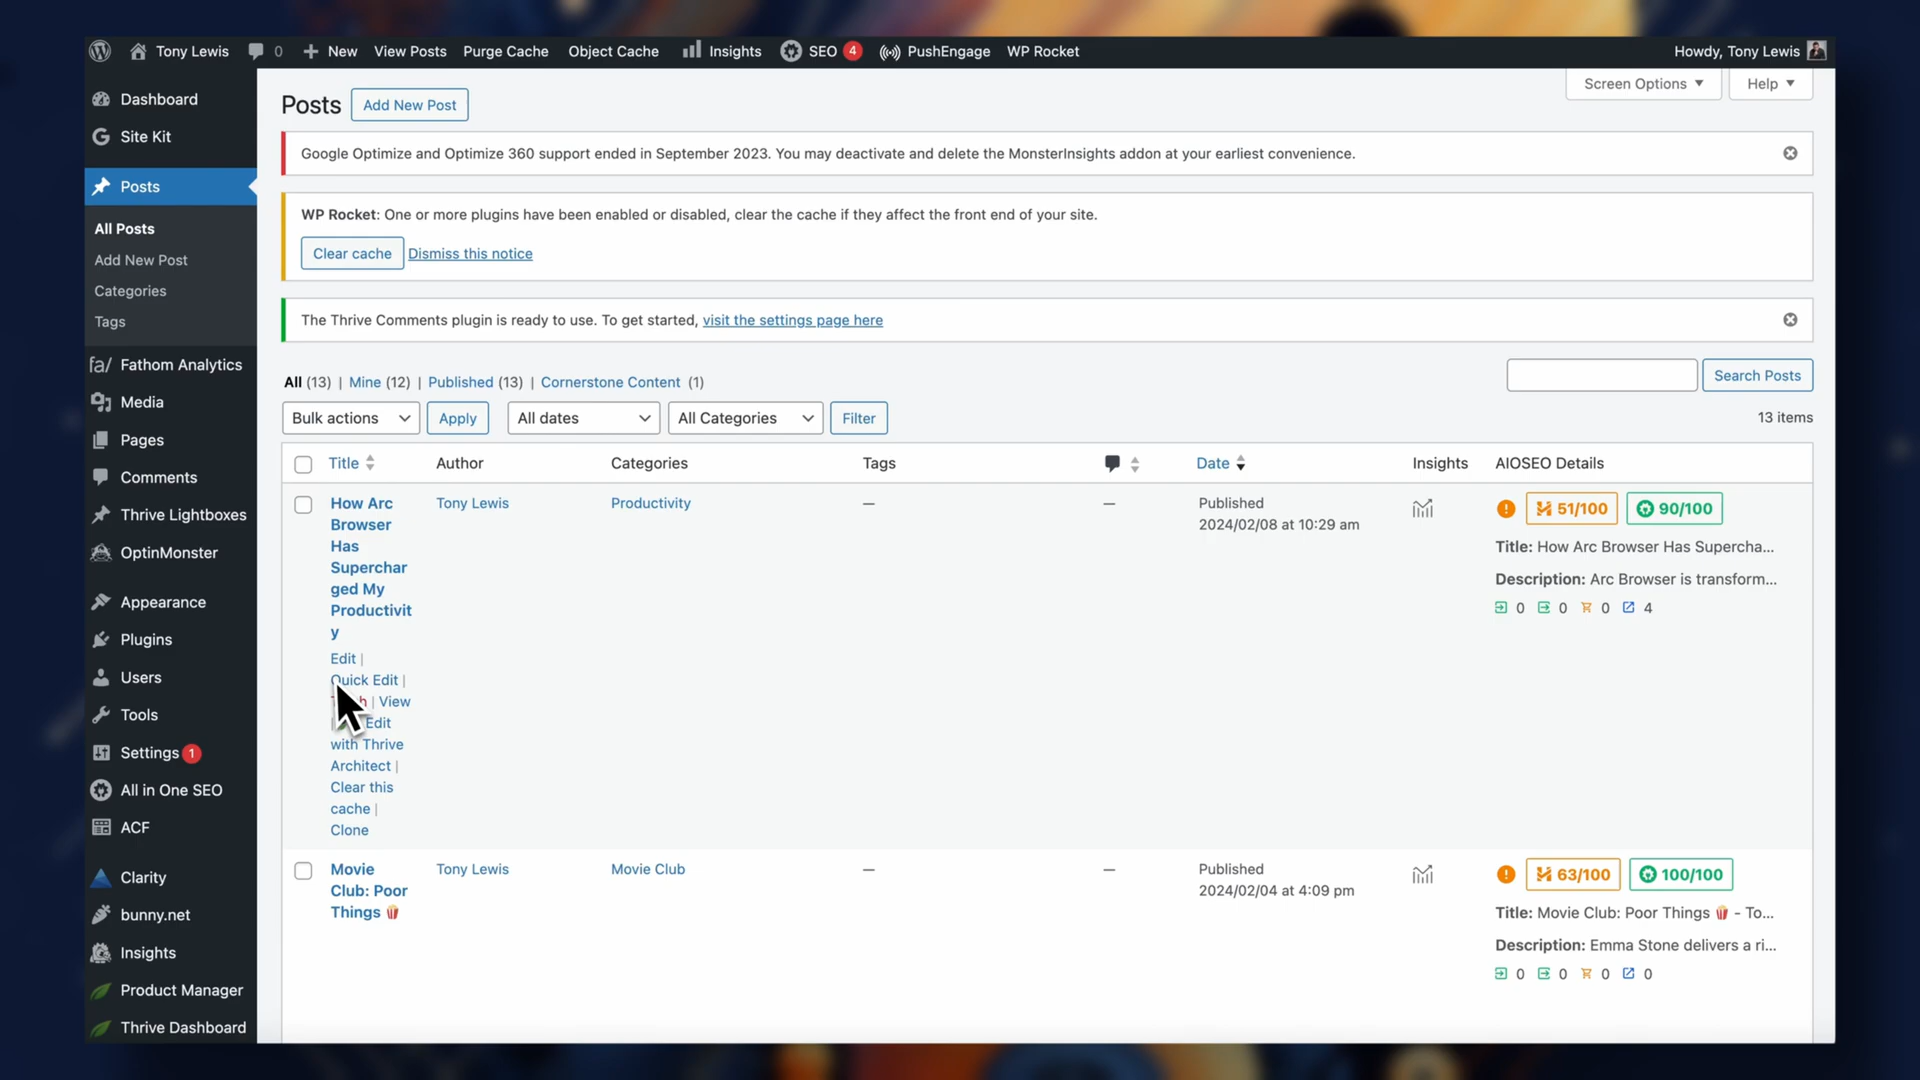 Tony Lewis 0 New View Posts Purge Cache Object Cache Insights SEO 4 PushEngage WP Rocket Howdy, Tony Lewis
Dashboard
Site Kit
Posts
All Posts
Add New Post
Categories
Tags
fa/ Fathom Analytics
Media
Pages
Comments
Thrive Lightboxes
OptinMonster
Appearance
Plugins
Users
Tools
Settings 1
All in One SEO
ACF
Clarity
bunny.net
Insights
Product Manager
Thrive Dashboard
Screen Options Help
Posts Add New Post
Google Optimize and Optimize 360 support ended in September 2023. You may deactivate and delete the MonsterInsights addon at your earliest convenience.
WP Rocket: One or more plugins have been enabled or disabled, clear the cache if they affect the front end of your site.
Clear cache Dismiss this notice
The Thrive Comments plugin is ready to use. To get started, visit the settings page here
All (13) | Mine (12) | Published (13) | Cornerstone Content (1)
Search Posts
Bulk actions Apply All dates All Categories Filter
13 items
Title Author Categories Tags Date Insights AIOSEO Details
How Arc
Browser
Has
Superchar
ged My
Productivit
y
Edit |
Quick Edit |
| View
Edit
with Thrive
Architect |
Clear this
cache |
Clone
Tony Lewis
Productivity
—
—
Published
2024/02/08 at 10:29 am
51/100 90/100
Title: How Arc Browser Has Supercha...
Description: Arc Browser is transform...
0 0 0 4
Movie
Club: Poor
Things 🍿
Tony Lewis
Movie Club
—
—
Published
2024/02/04 at 4:09 pm
63/100 100/100
Title: Movie Club: Poor Things 🍿 - To...
Description: Emma Stone delivers a ri...
0 0 0 0